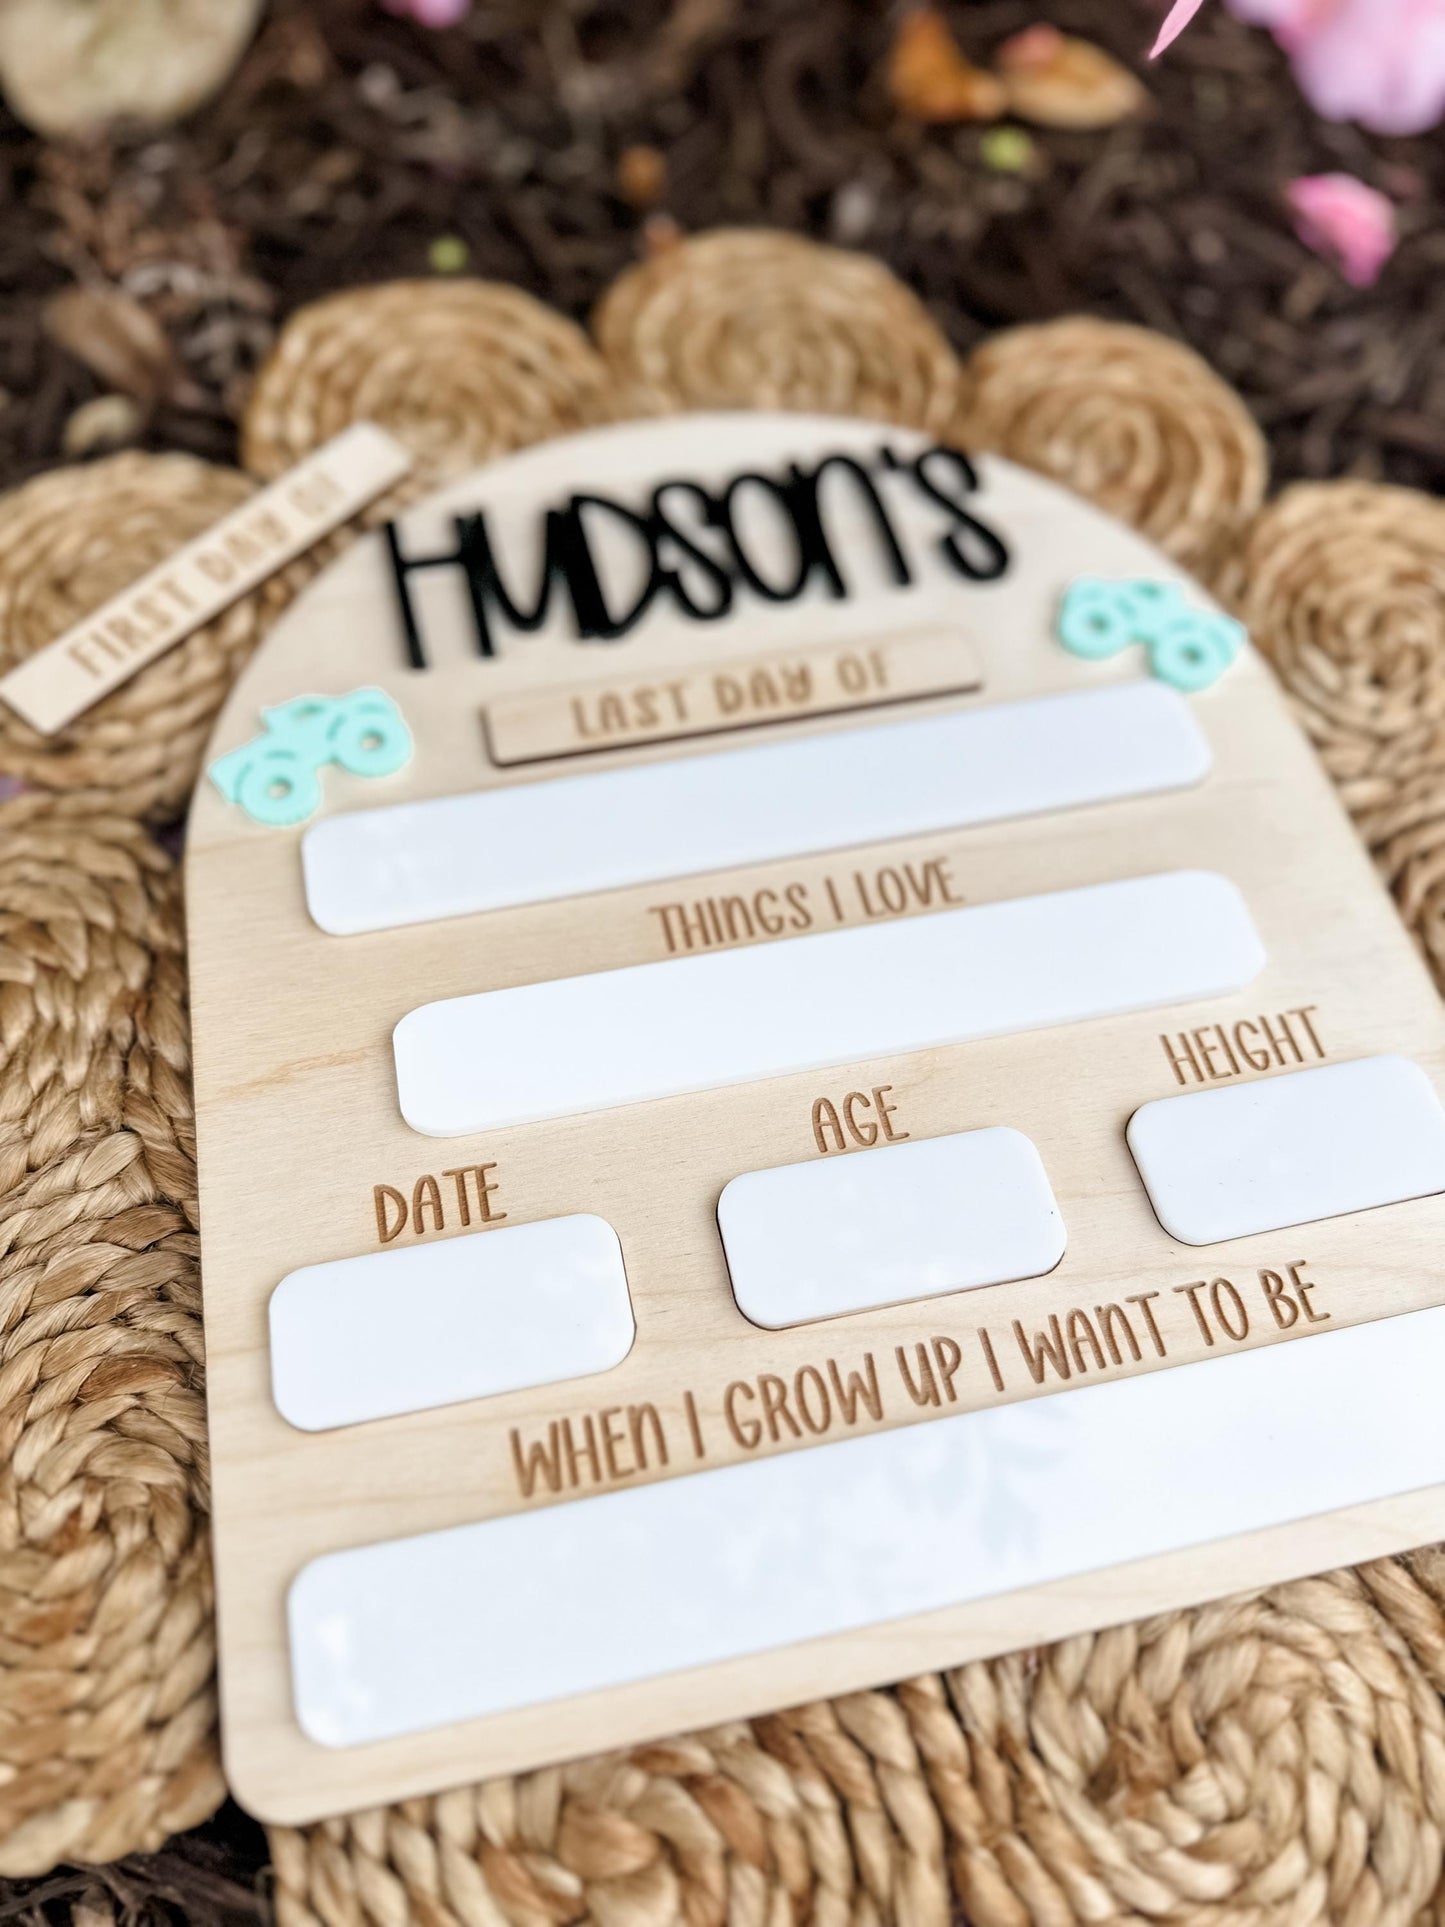 HUDSON'S
FIRST DAY OF
LAST DAY OF
THINGS I LOVE
DATE
AGE
HEIGHT
WHEN I GROW UP I WANT TO BE